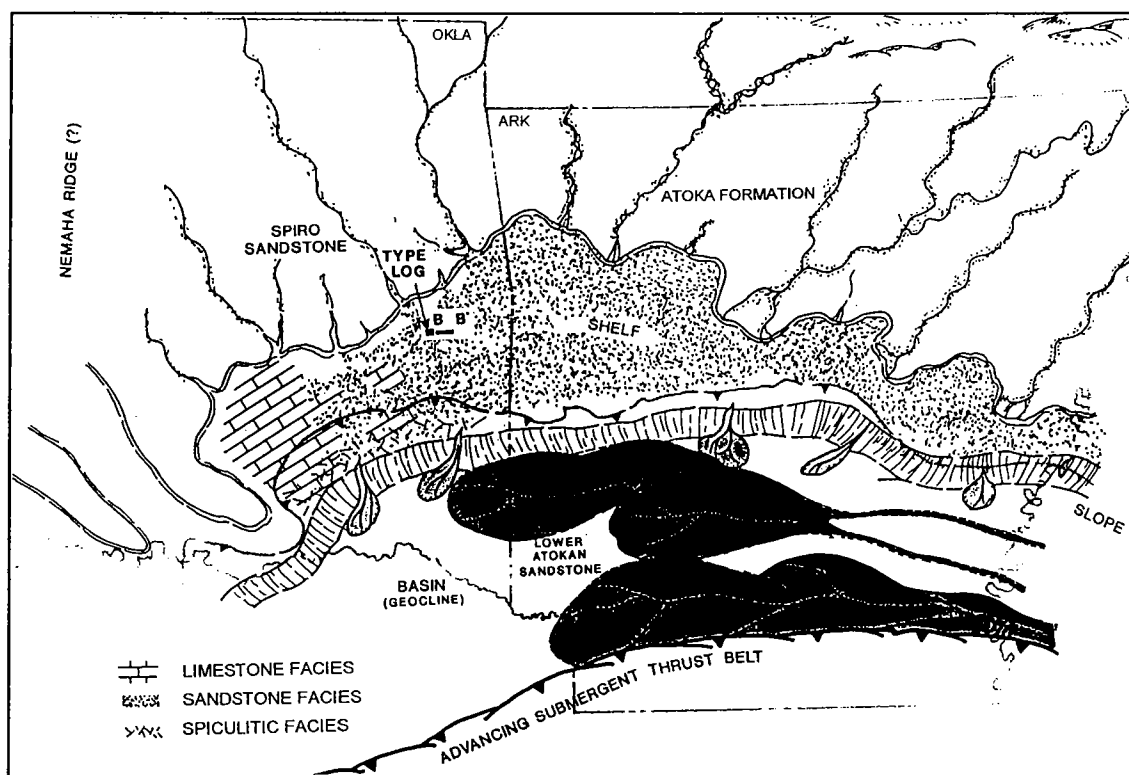 OKLA
ARK
NEMAHA RIDGE (?)
ATOKA FORMATION
SPIRO
SANDSTONE
TYPE
LOG
B B'
SHELF
SLOPE
LOWER
ATOKAN
SANDSTONE
BASIN
(GEOCLINE)
ADVANCING SUBMERGENT THRUST BELT
LIMESTONE FACIES
SANDSTONE FACIES
SPICULITIC FACIES